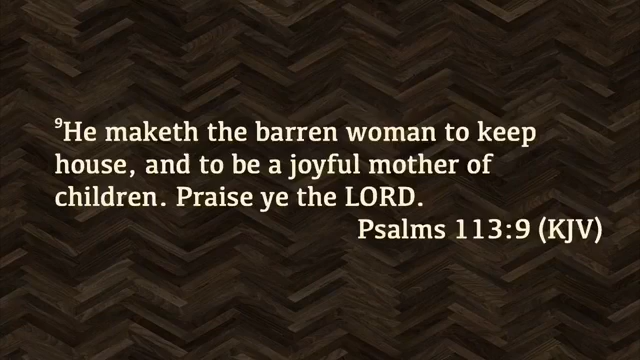 ⁹He maketh the barren woman to keep
house, and to be a joyful mother of
children. Praise ye the LORD.
Psalms 113:9 (KJV)